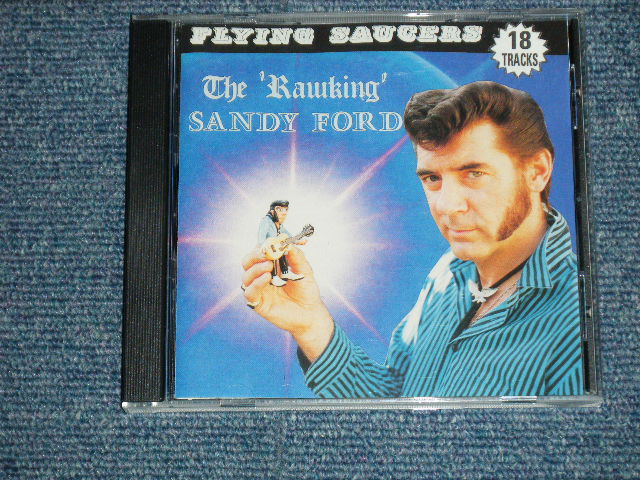 FLYING SAUCERS
18
TRACKS
The 'Rawking'
SANDY FORD